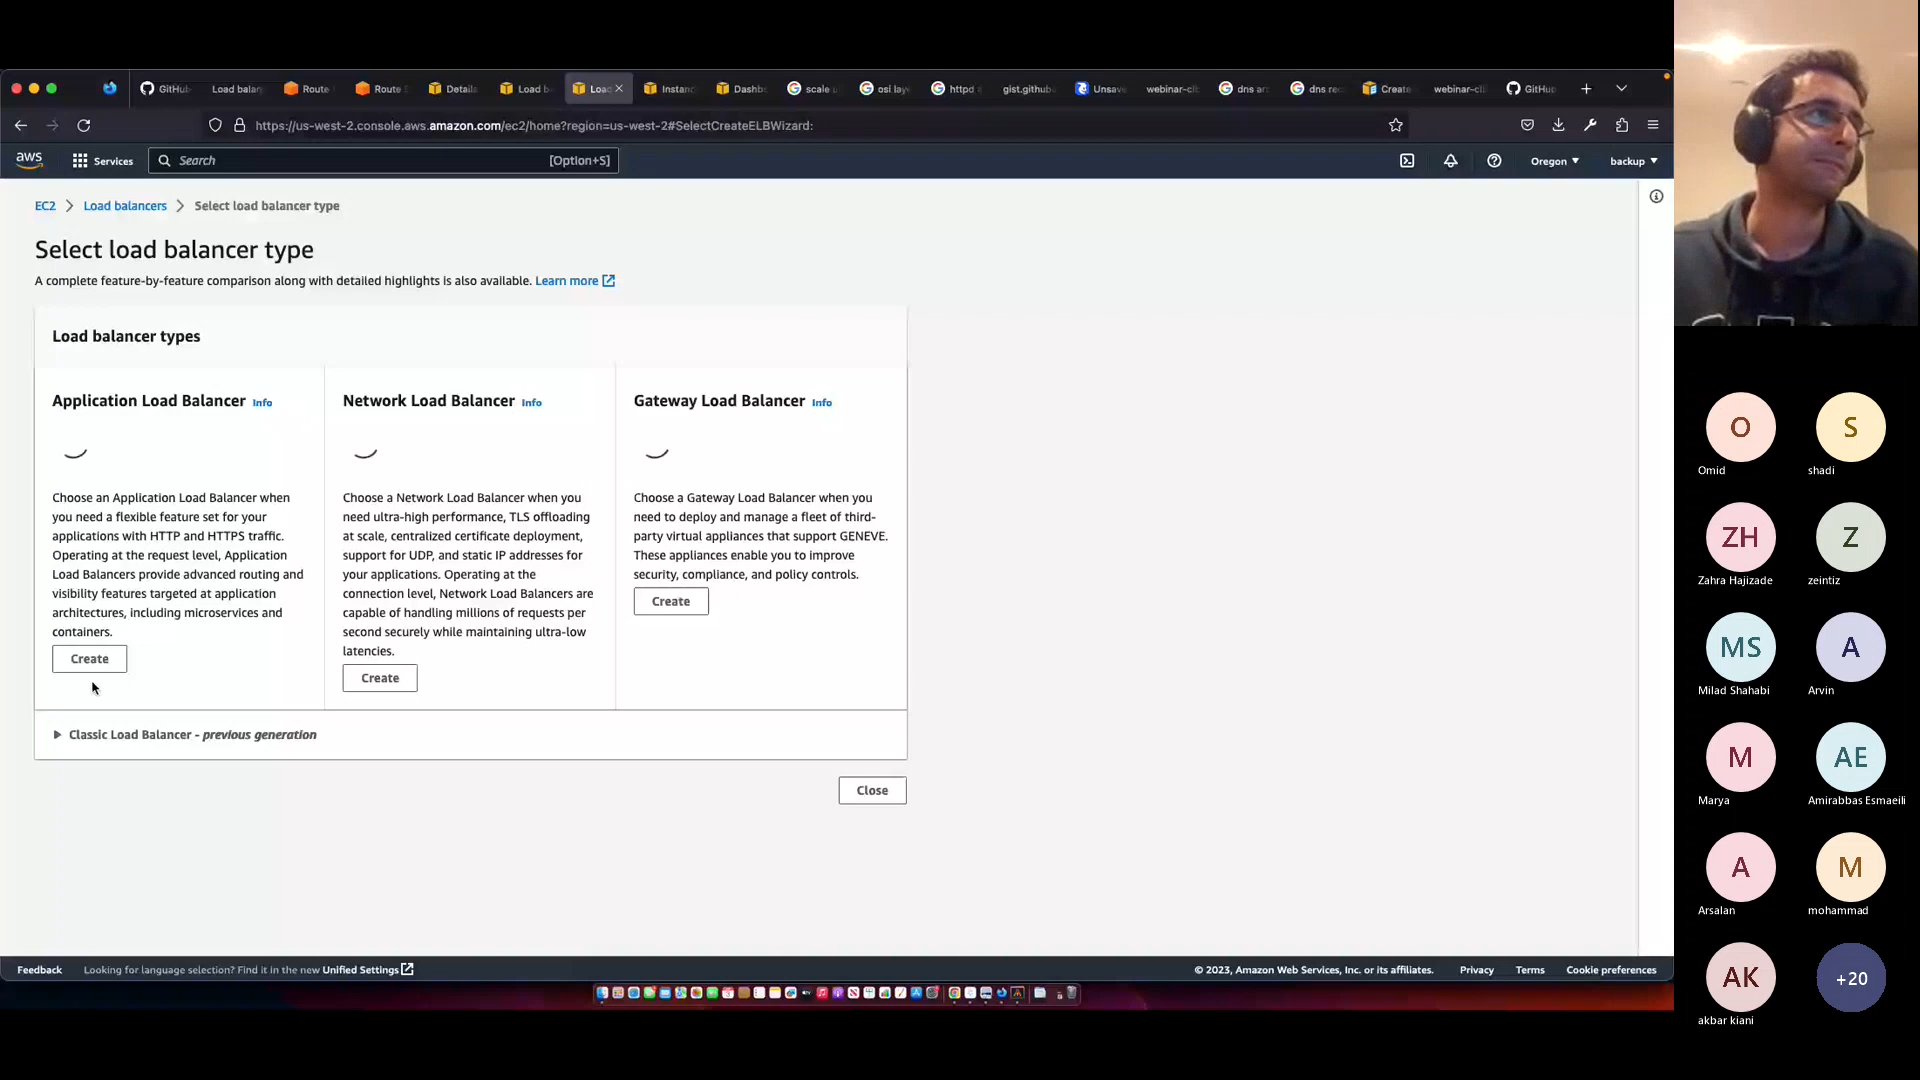 GitHub
Load balan
Route
Route
Details
Load b
Load
Instanc
Dashb
scale u
osi laye
httpd
gist.github
Unsav
webinar-cli
dns ar
dns rec
Create
webinar-cli
GitHub
https://us-west-2.console.aws.amazon.com/ec2/home?region=us-west-2#SelectCreateELBWizard:
aws
Services
Search
[Option+S]
Oregon
backup
EC2
Load balancers
Select load balancer type
Select load balancer type
A complete feature-by-feature comparison along with detailed highlights is also available. Learn more
Load balancer types
Application Load Balancer Info
Choose an Application Load Balancer when
you need a flexible feature set for your
applications with HTTP and HTTPS traffic.
Operating at the request level, Application
Load Balancers provide advanced routing and
visibility features targeted at application
architectures, including microservices and
containers.
Create
Network Load Balancer Info
Choose a Network Load Balancer when you
need ultra-high performance, TLS offloading
at scale, centralized certificate deployment,
support for UDP, and static IP addresses for
your applications. Operating at the
connection level, Network Load Balancers are
capable of handling millions of requests per
second securely while maintaining ultra-low
latencies.
Create
Gateway Load Balancer Info
Choose a Gateway Load Balancer when you
need to deploy and manage a fleet of third-
party virtual appliances that support GENEVE.
These appliances enable you to improve
security, compliance, and policy controls.
Create
Classic Load Balancer - previous generation
Close
Feedback
Looking for language selection? Find it in the new Unified Settings
© 2023, Amazon Web Services, Inc. or its affiliates.
Privacy
Terms
Cookie preferences
O
Omid
S
shadi
ZH
Zahra Hajizade
Z
zeintiz
MS
Milad Shahabi
A
Arvin
M
Marya
AE
Amirabbas Esmaeili
A
Arsalan
M
mohammad
AK
akbar kiani
+20